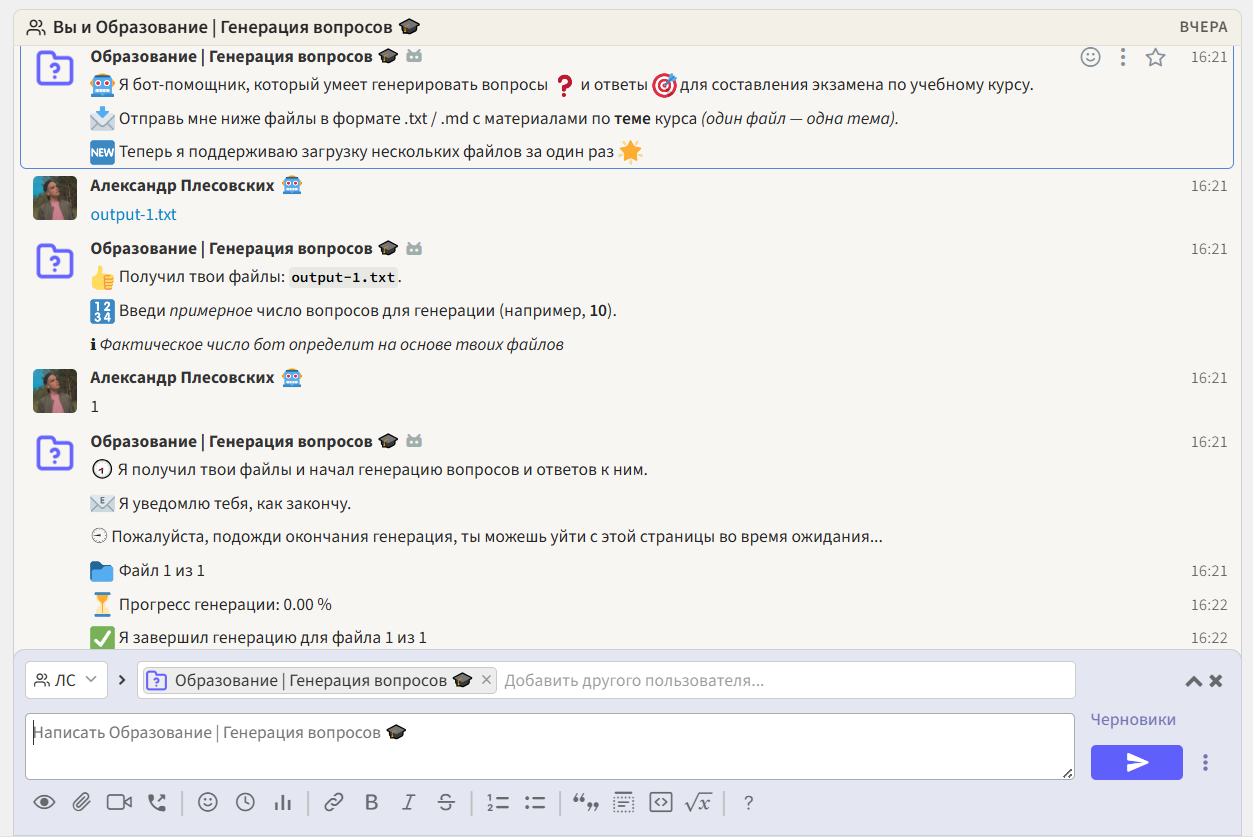 Вы и Образование | Генерация вопросов 🎓 ВЧЕРА
Образование | Генерация вопросов 🎓 16:21
🤖 Я бот-помощник, который умеет генерировать вопросы ❓ и ответы 🎯 для составления экзамена по учебному курсу.
📩 Отправь мне ниже файлы в формате .txt / .md с материалами по теме курса (один файл — одна тема).
🆕 Теперь я поддерживаю загрузку нескольких файлов за один раз 🌟
Александр Плесовских 🤖 16:21
output-1.txt
Образование | Генерация вопросов 🎓 16:21
👍 Получил твои файлы: output-1.txt.
🔢 Введи примерное число вопросов для генерации (например, 10).
ℹ Фактическое число бот определит на основе твоих файлов
Александр Плесовских 🤖 16:21
1
Образование | Генерация вопросов 🎓 16:21
Я получил твои файлы и начал генерацию вопросов и ответов к ним.
📧 Я уведомлю тебя, как закончу.
Пожалуйста, подожди окончания генерация, ты можешь уйти с этой страницы во время ожидания...
📁 Файл 1 из 1 16:21
⏳ Прогресс генерации: 0.00 % 16:22
✅ Я завершил генерацию для файла 1 из 1 16:22
ЛС Образование | Генерация вопросов 🎓 Добавить другого пользователя...
Написать Образование | Генерация вопросов 🎓
Черновики